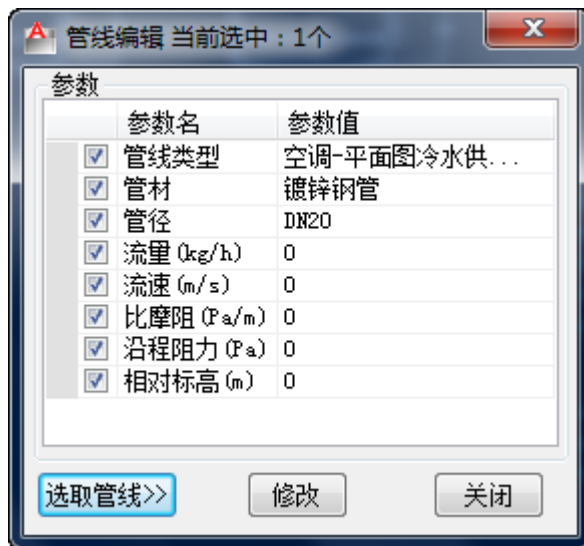 管线编辑 当前选中：1个
参数
参数名 参数值
管线类型 空调-平面图冷水供...
管材 镀锌钢管
管径 DN20
流量(kg/h) 0
流速(m/s) 0
比摩阻(Pa/m) 0
沿程阻力(Pa) 0
相对标高(m) 0
选取管线>> 修改 关闭